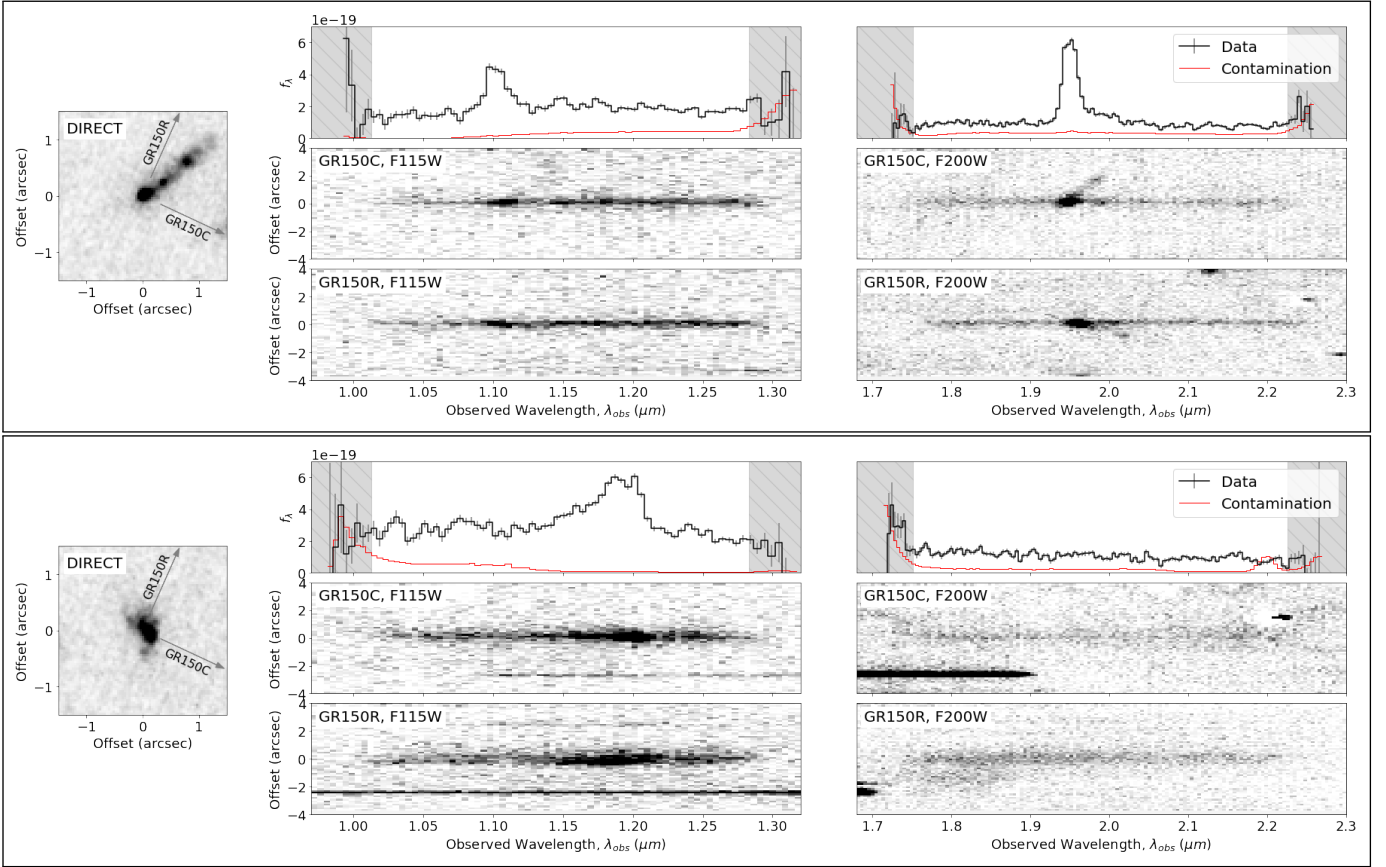 1e−19
6
4
2
0
fλ
Data
Contamination
DIRECT
GR150R
GR150C
1
0
−1
Offset (arcsec)
−1 0 1
Offset (arcsec)
GR150C, F115W
4
2
0
−2
−4
Offset (arcsec)
GR150C, F200W
GR150R, F115W
4
2
0
−2
−4
Offset (arcsec)
GR150R, F200W
1.00 1.05 1.10 1.15 1.20 1.25 1.30
Observed Wavelength, λobs (μm)
1.7 1.8 1.9 2.0 2.1 2.2 2.3
Observed Wavelength, λobs (μm)
1e−19
6
4
2
0
fλ
Data
Contamination
DIRECT
GR150R
GR150C
1
0
−1
Offset (arcsec)
−1 0 1
Offset (arcsec)
GR150C, F115W
4
2
0
−2
−4
Offset (arcsec)
GR150C, F200W
GR150R, F115W
4
2
0
−2
−4
Offset (arcsec)
GR150R, F200W
1.00 1.05 1.10 1.15 1.20 1.25 1.30
Observed Wavelength, λobs (μm)
1.7 1.8 1.9 2.0 2.1 2.2 2.3
Observed Wavelength, λobs (μm)